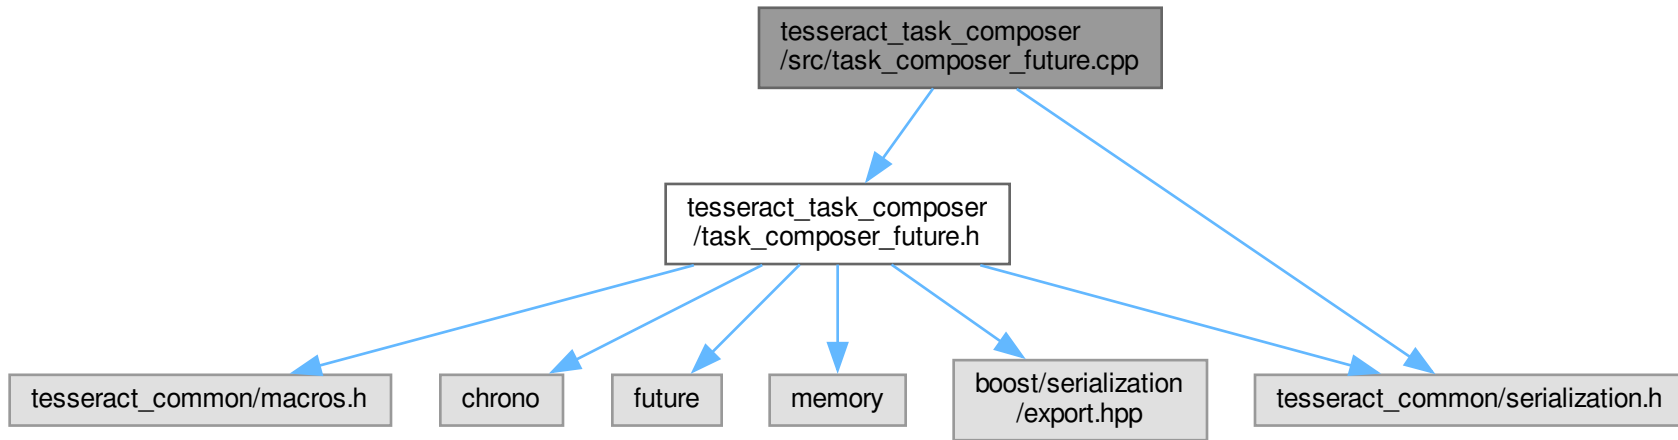 tesseract_task_composer
/src/task_composer_future.cpp
tesseract_task_composer
/task_composer_future.h
tesseract_common/macros.h
chrono
future
memory
boost/serialization
/export.hpp
tesseract_common/serialization.h